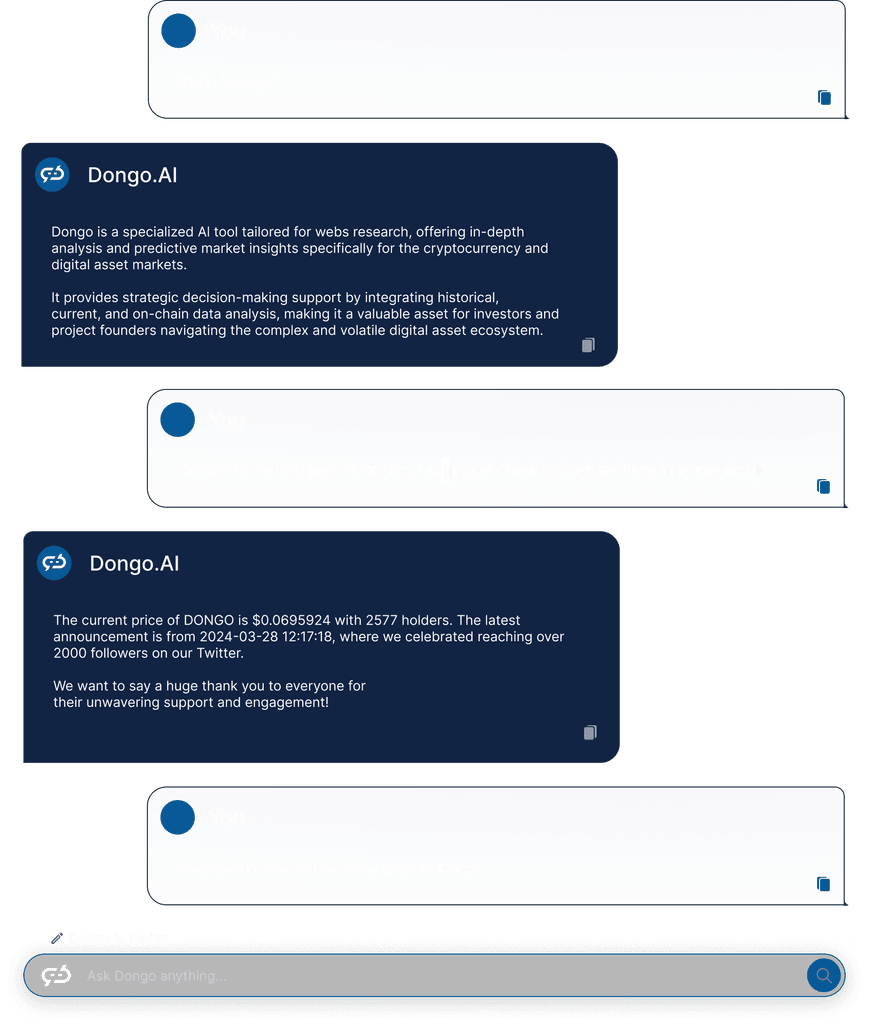 You
Dongo.AI
Dongo is a specialized AI tool tailored for webs research, offering in-depth
analysis and predictive market insights specifically for the cryptocurrency and
digital asset markets.
It provides strategic decision-making support by integrating historical,
current, and on-chain data analysis, making it a valuable asset for investors and
project founders navigating the complex and volatile digital asset ecosystem.
You
Dongo.AI
The current price of DONGO is $0.0695924 with 2577 holders. The latest
announcement is from 2024-03-28 12:17:18, where we celebrated reaching over
2000 followers on our Twitter.
We want to say a huge thank you to everyone for
their unwavering support and engagement!
You
Ask Dongo anything...